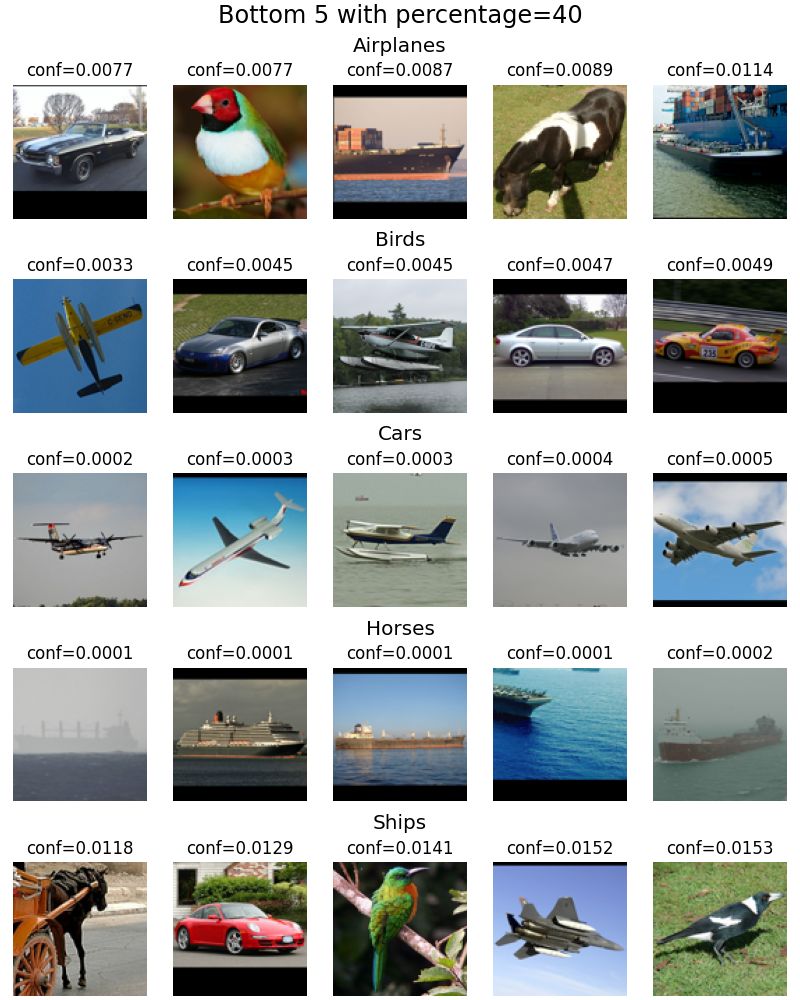 Bottom 5 with percentage=40
Airplanes
conf=0.0077 conf=0.0077 conf=0.0087 conf=0.0089 conf=0.0114
Birds
conf=0.0033 conf=0.0045 conf=0.0045 conf=0.0047 conf=0.0049
235
Cars
conf=0.0002 conf=0.0003 conf=0.0003 conf=0.0004 conf=0.0005
Horses
conf=0.0001 conf=0.0001 conf=0.0001 conf=0.0001 conf=0.0002
Ships
conf=0.0118 conf=0.0129 conf=0.0141 conf=0.0152 conf=0.0153